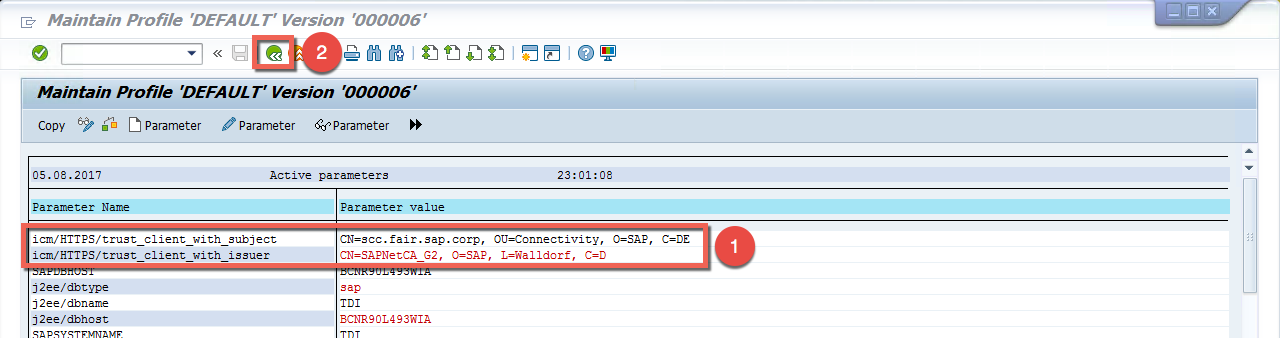 Maintain Profile 'DEFAULT' Version '000006'
2
Maintain Profile 'DEFAULT' Version '000006'
Copy Parameter Parameter Parameter
05.08.2017 Active parameters 23:01:08
Parameter Name Parameter value
icm/HTTPS/trust_client_with_subject CN=scc.fair.sap.corp, OU=Connectivity, O=SAP, C=DE
icm/HTTPS/trust_client_with_issuer CN=SAPNetCA_G2, O=SAP, L=Walldorf, C=D
1
SAPDBHOST BCNR90L493WIA
j2ee/dbtype sap
j2ee/dbname TDI
j2ee/dbhost BCNR90L493WIA
SAPSYSTEMNAME TDI